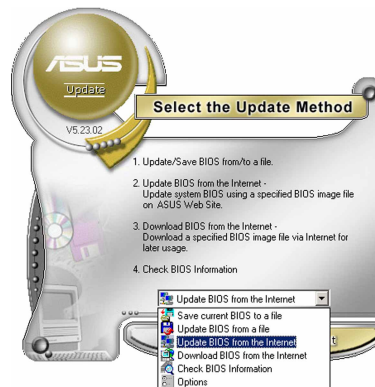 ASUS
Update
V5.23.02
Select the Update Method
1. Update/Save BIOS from/to a file.
2. Update BIOS from the Internet -
Update system BIOS using a specified BIOS image file
on ASUS Web Site.
3. Download BIOS from the Internet -
Download a specified BIOS image file via Internet for
later usage.
4. Check BIOS Information
Update BIOS from the Internet
Save current BIOS to a file
Update BIOS from a file
Update BIOS from the Internet
Download BIOS from the Internet
Check BIOS Information
Options